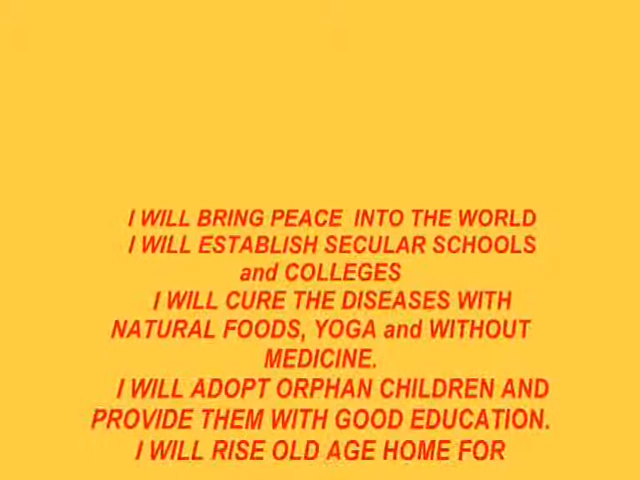 I WILL BRING PEACE INTO THE WORLD
I WILL ESTABLISH SECULAR SCHOOLS
and COLLEGES
I WILL CURE THE DISEASES WITH
NATURAL FOODS, YOGA and WITHOUT
MEDICINE.
I WILL ADOPT ORPHAN CHILDREN AND
PROVIDE THEM WITH GOOD EDUCATION.
I WILL RISE OLD AGE HOME FOR